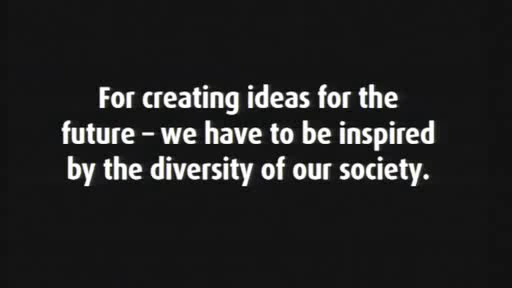 For creating ideas for the
future – we have to be inspired
by the diversity of our society.